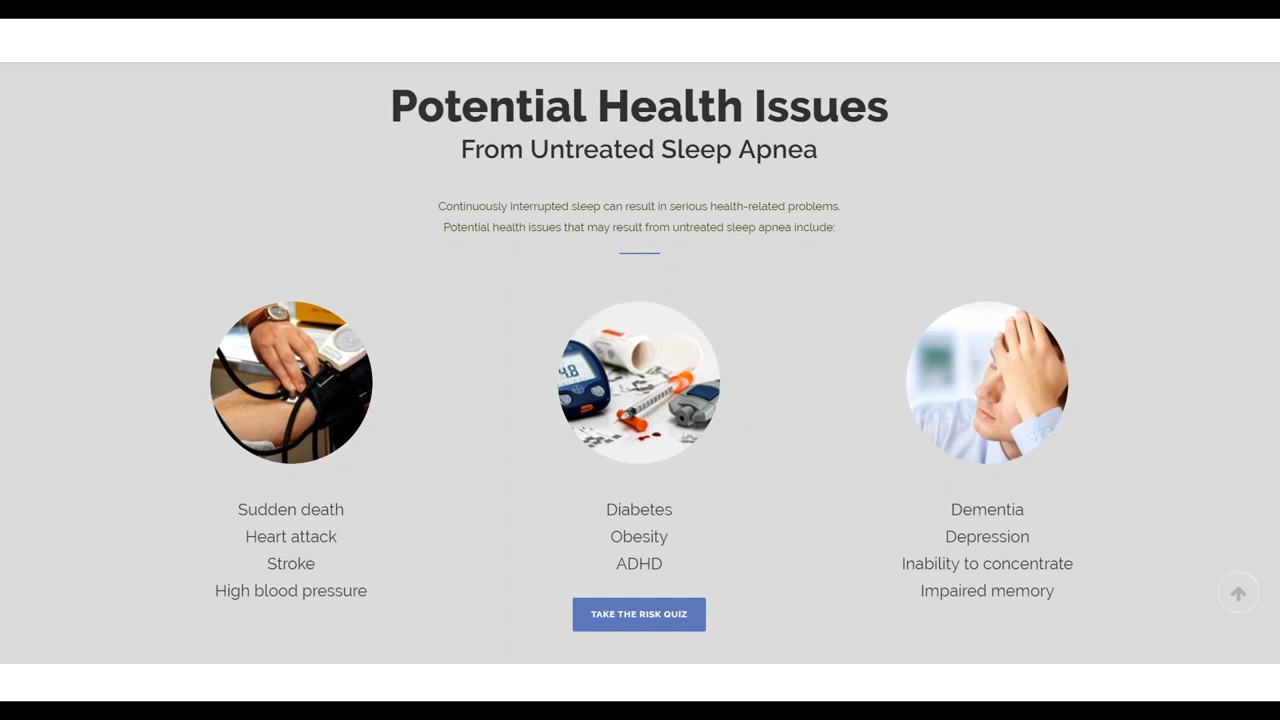 Potential Health Issues
From Untreated Sleep Apnea
Continuously interrupted sleep can result in serious health-related problems.
Potential health issues that may result from untreated sleep apnea include:
4.8
Sudden death
Heart attack
Stroke
High blood pressure
Diabetes
Obesity
ADHD
TAKE THE RISK QUIZ
Dementia
Depression
Inability to concentrate
Impaired memory